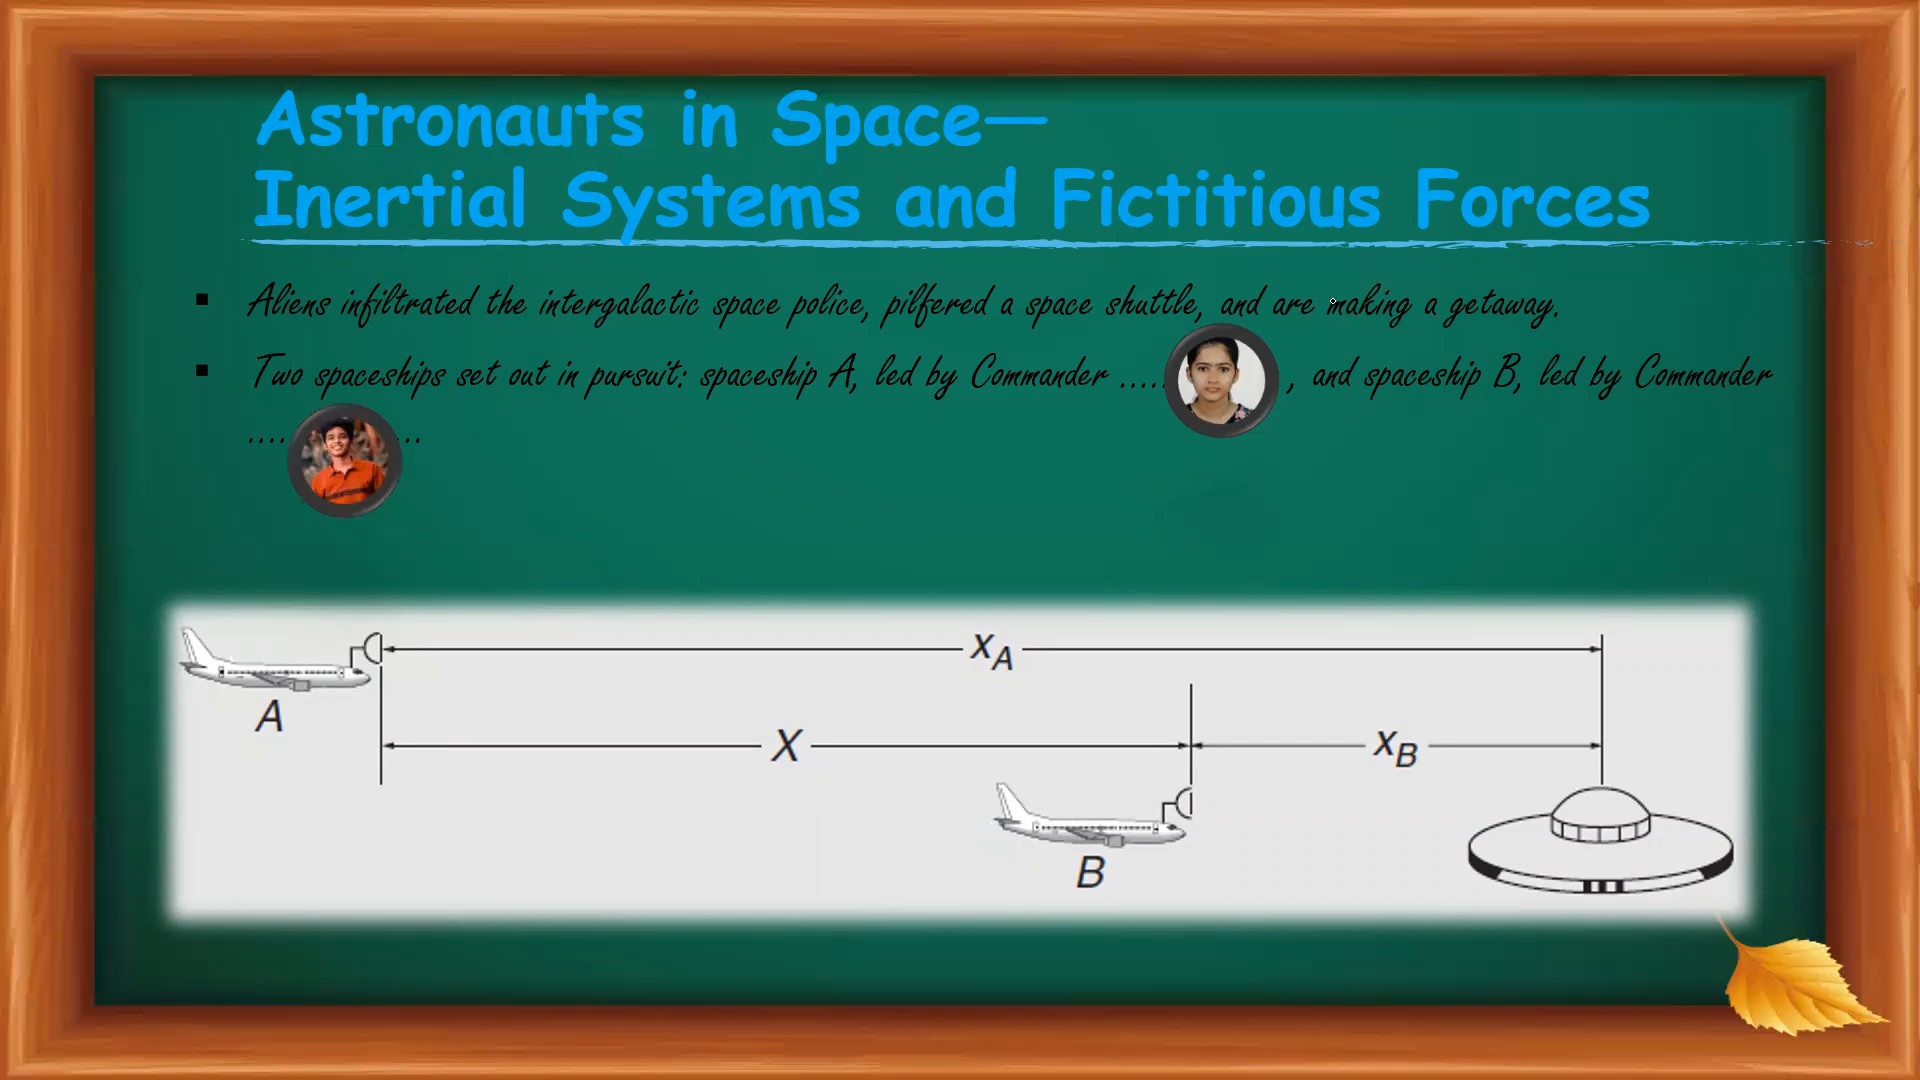 Astronauts in Space—
Inertial Systems and Fictitious Forces
▪ Aliens infiltrated the intergalactic space police, pilfered a space shuttle, and are making a getaway.
▪ Two spaceships set out in pursuit: spaceship A, led by Commander ..... , and spaceship B, led by Commander
.... ...
x_A
A
X
x_B
B